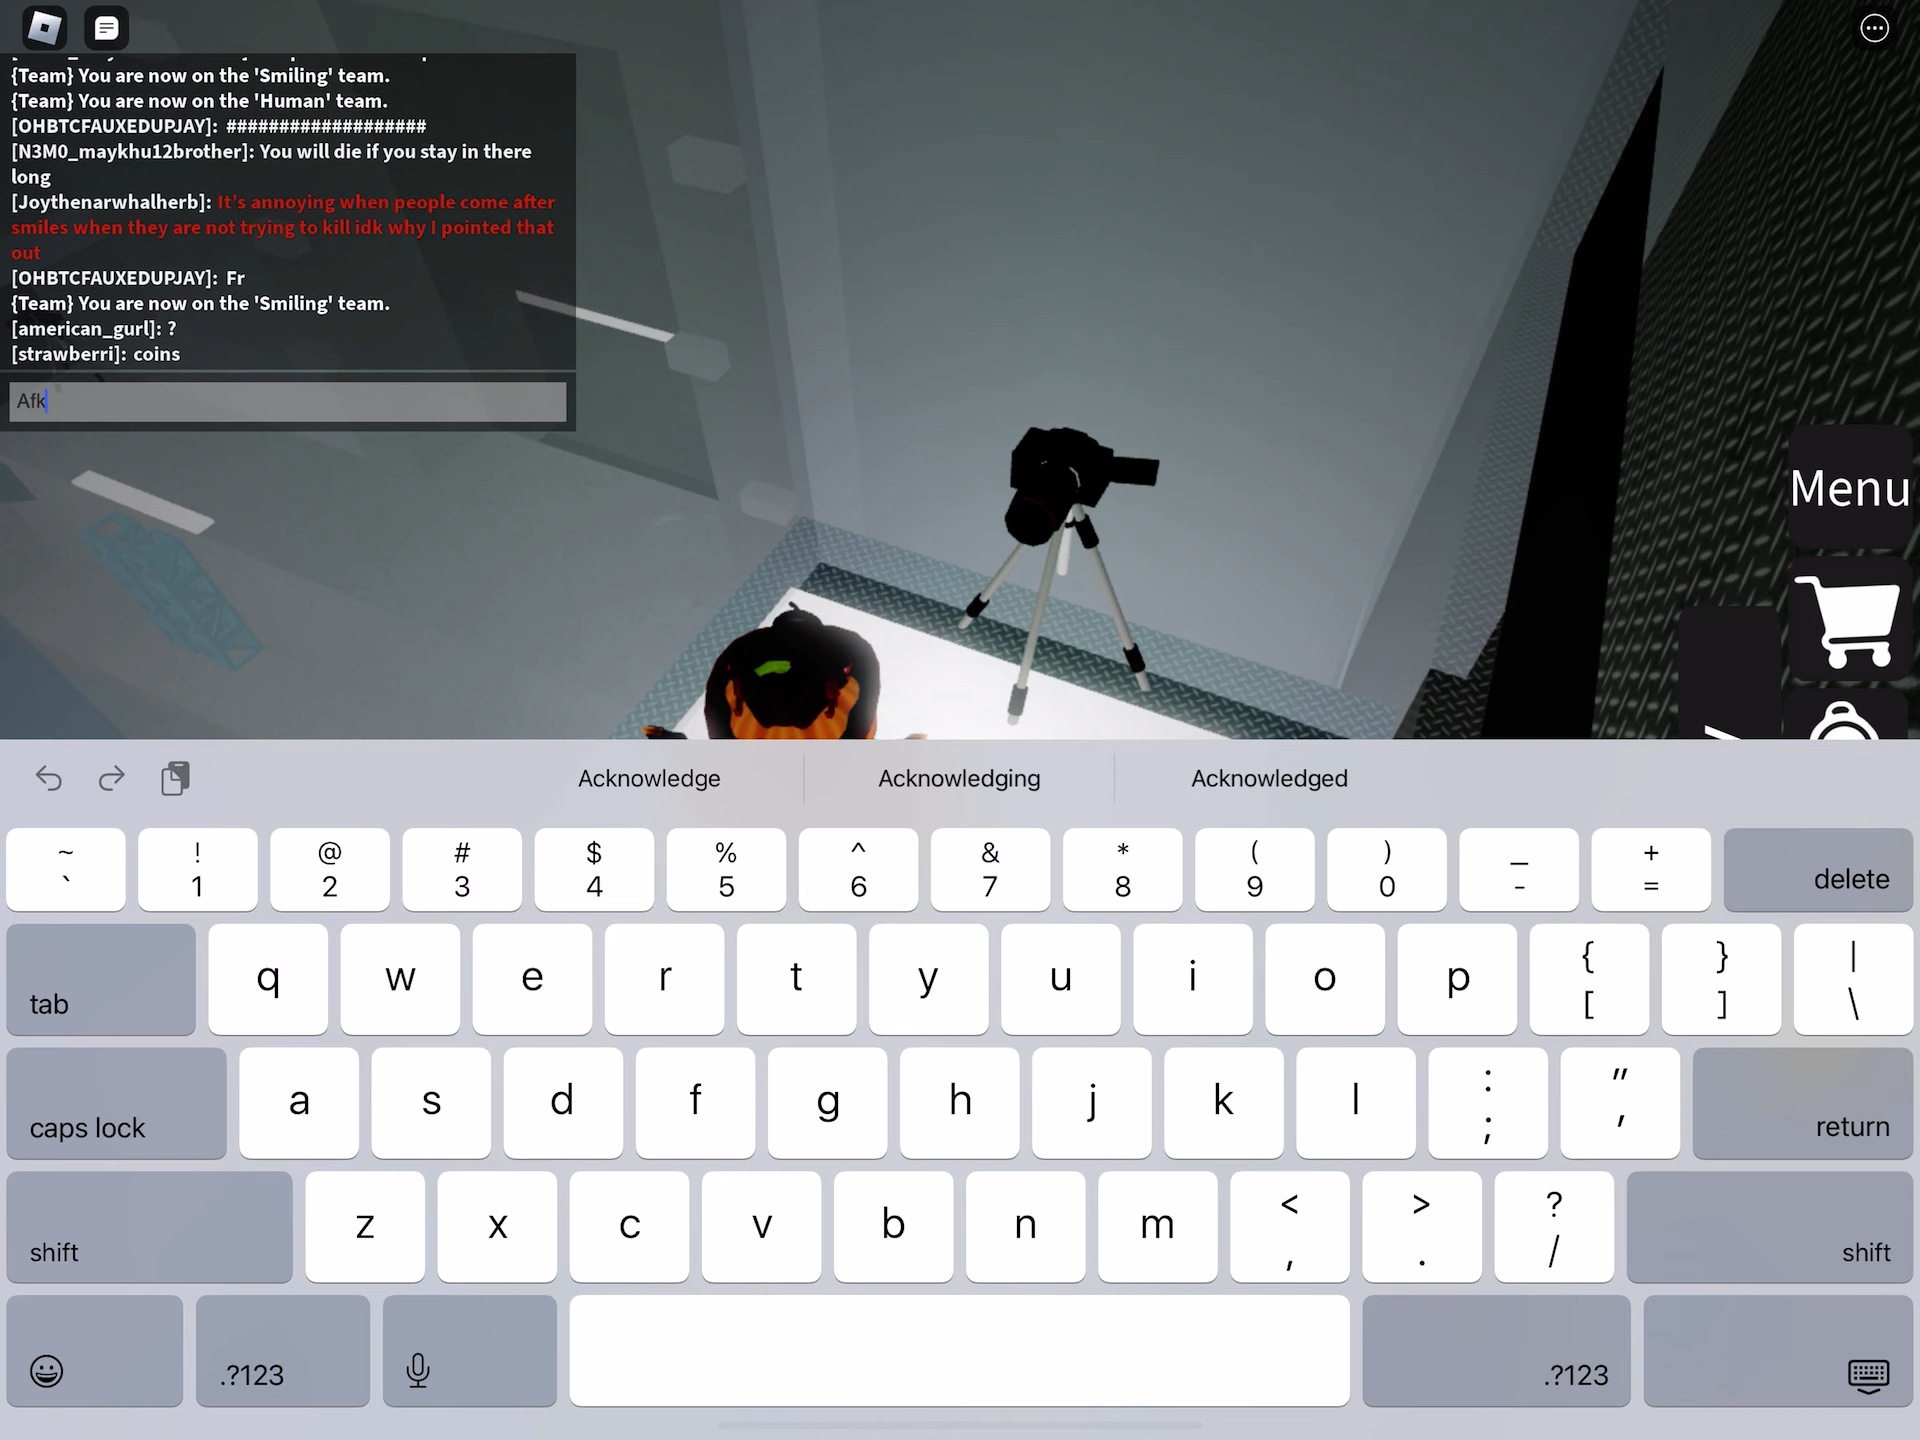 {Team} You are now on the 'Smiling' team.
{Team} You are now on the 'Human' team.
[OHBTCFAUXEDUPJAY]: ###################
[N3M0_maykhu12brother]: You will die if you stay in there
long
[Joythenarwhalherb]: It's annoying when people come after
smiles when they are not trying to kill idk why I pointed that
out
[OHBTCFAUXEDUPJAY]: Fr
{Team} You are now on the 'Smiling' team.
[american_gurl]: ?
[strawberri]: coins
Afk
Menu
Acknowledge Acknowledging Acknowledged
~ ! @ # $ % ^ & * ( ) _ +
` 1 2 3 4 5 6 7 8 9 0 - = delete
tab q w e r t y u i o p { [ } ] | \
caps lock a s d f g h j k l : ; " ' return
shift z x c v b n m < , > . ? / shift
.?123 .?123